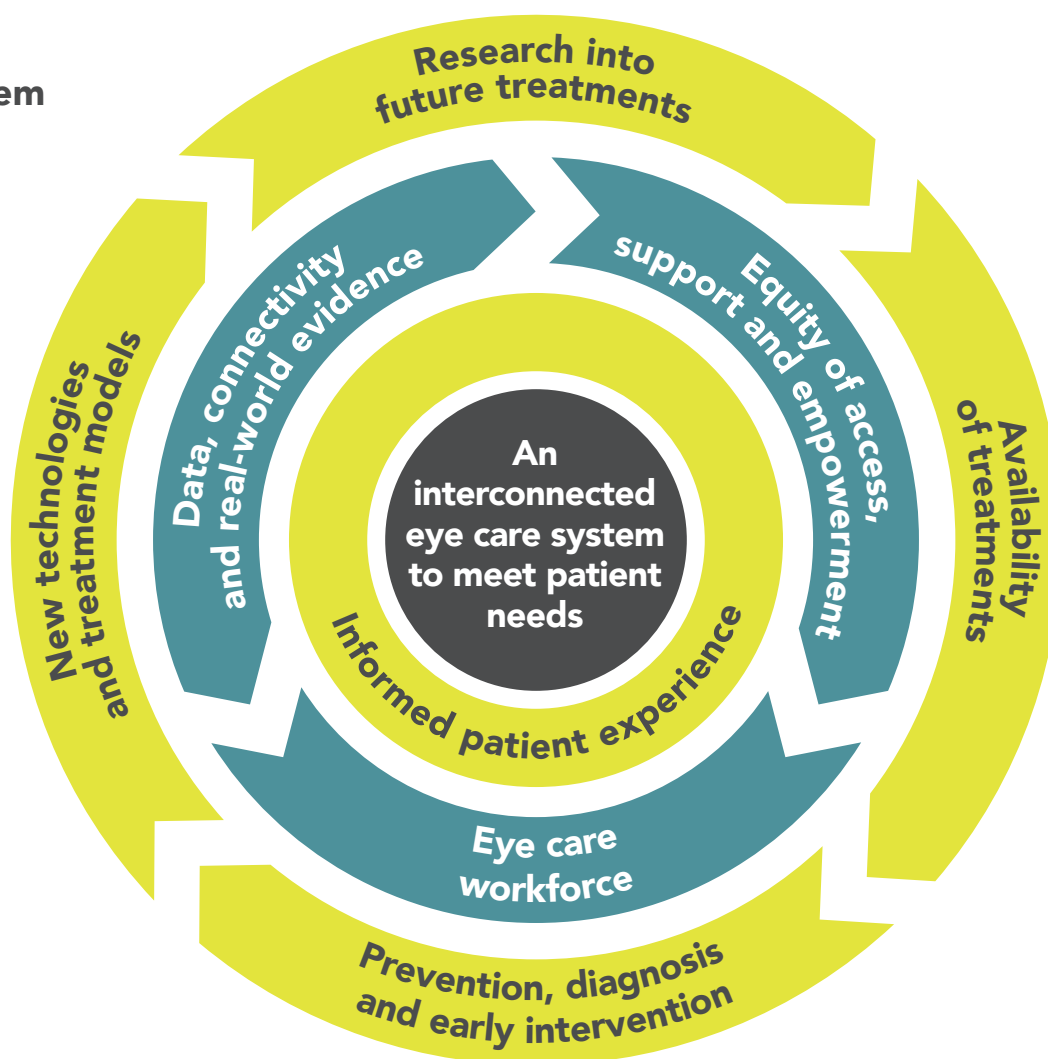 em
Research into
future treatments
Data, connectivity
and real-world evidence
Equity of access,
support and empowerment
New technologies
and treatment models
An
interconnected
eye care system
to meet patient
needs
Availability
of treatments
Informed patient experience
Eye care
workforce
Prevention, diagnosis
and early intervention